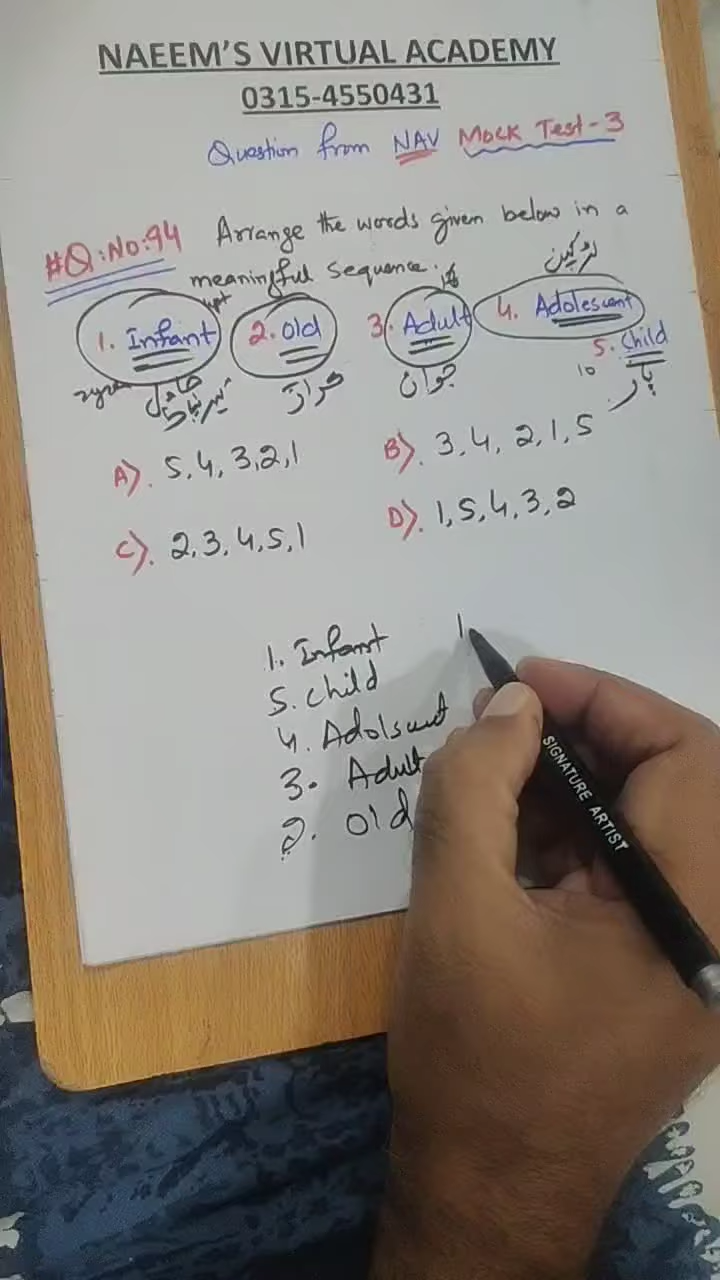 NAEEM'S VIRTUAL ACADEMY
0315-4550431
Question from NAV Mock Test-3
#Q:No:94 Arrange the words given below in a
meaningful sequence.
1. Infant 2. old 3. Adult 4. Adolescent
5. Child
جوان
10
A). 5,4,3,2,1
B). 3,4,2,1,5
C). 2,3,4,5,1
D). 1,5,4,3,2
1. Infant 1
5. child
4. Adolscent
3. Adult
2. old
SIGNATURE ARTIST